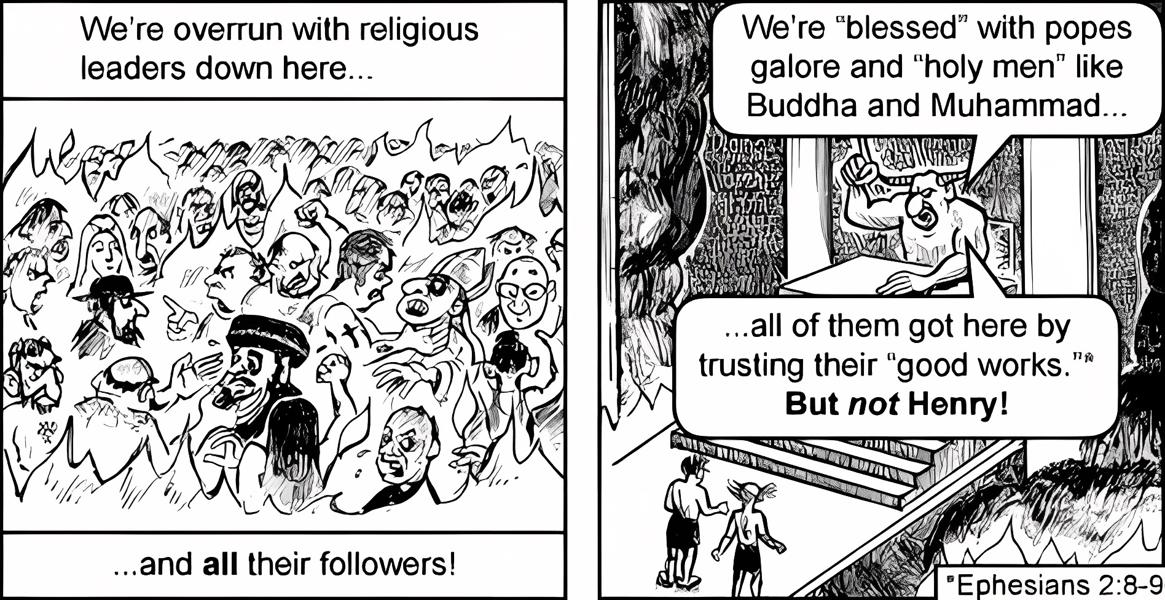 We're overrun with religious
leaders down here...
...and all their followers!
We're "blessed" with popes
galore and "holy men" like
Buddha and Muhammad...
...all of them got here by
trusting their "good works."*
But not Henry!
*Ephesians 2:8-9